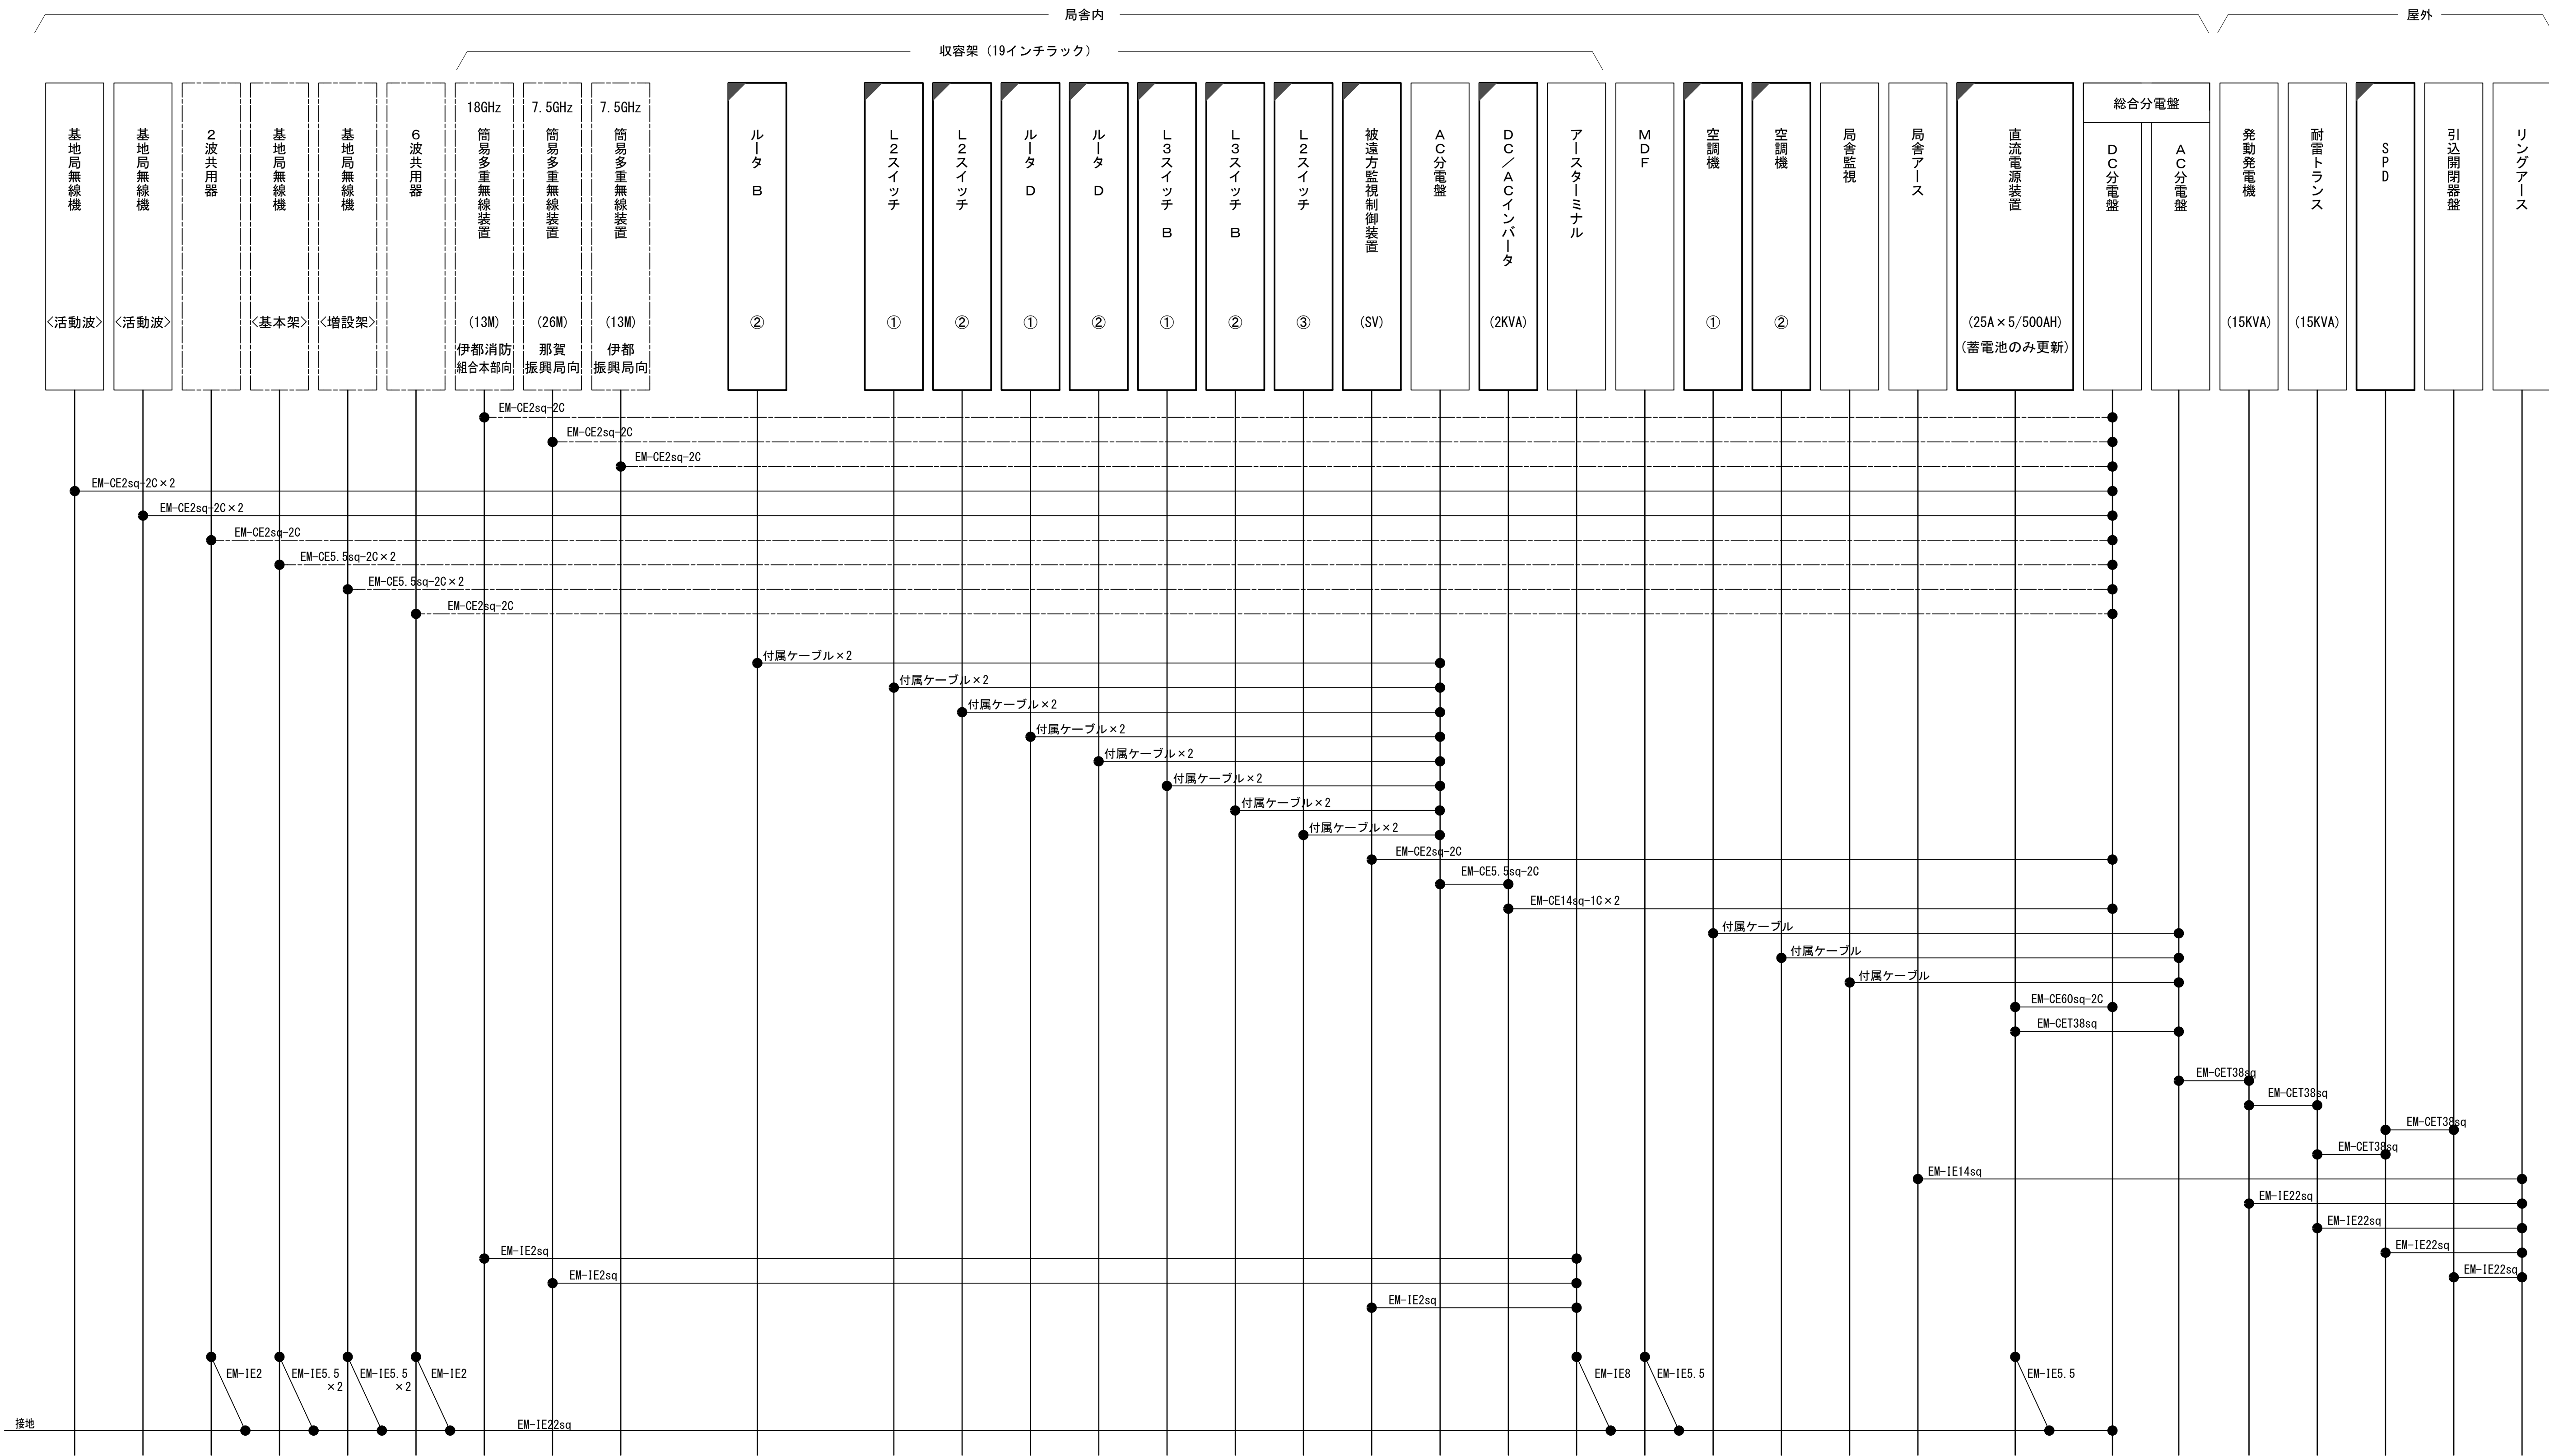 局舎内
屋外
収容架（19インチラック）
基地局無線機
<活動波>
基地局無線機
<活動波>
2波共用器
基地局無線機
<基本架>
基地局無線機
<増設架>
6波共用器
18GHz
簡易多重無線装置
(13M)
伊都消防
組合本部向
7.5GHz
簡易多重無線装置
(26M)
那賀
振興局向
7.5GHz
簡易多重無線装置
(13M)
伊都
振興局向
ルータ B
②
L2スイッチ
①
L2スイッチ
②
ルータ D
①
ルータ D
②
L3スイッチ B
①
L3スイッチ B
②
L2スイッチ
③
被遠方監視制御装置
(SV)
AC分電盤
DC／ACインバータ
(2KVA)
アースターミナル
MDF
空調機
①
空調機
②
局舎監視
局舎アース
直流電源装置
(25A×5/500AH)
(蓄電池のみ更新)
総合分電盤
DC分電盤
AC分電盤
発動発電機
(15KVA)
耐雷トランス
(15KVA)
SPD
引込開閉器盤
リングアース
EM-CE2sq-2C
EM-CE2sq-2C
EM-CE2sq-2C
EM-CE2sq-2C×2
EM-CE2sq-2C×2
EM-CE2sq-2C
EM-CE5.5sq-2C×2
EM-CE5.5sq-2C×2
EM-CE2sq-2C
付属ケーブル×2
付属ケーブル×2
付属ケーブル×2
付属ケーブル×2
付属ケーブル×2
付属ケーブル×2
付属ケーブル×2
付属ケーブル×2
EM-CE2sq-2C
EM-CE5.5sq-2C
EM-CE14sq-1C×2
付属ケーブル
付属ケーブル
付属ケーブル
EM-CE60sq-2C
EM-CET38sq
EM-CET38sq
EM-CET38sq
EM-CET38sq
EM-CET38sq
EM-IE14sq
EM-IE22sq
EM-IE22sq
EM-IE22sq
EM-IE22sq
EM-IE2sq
EM-IE2sq
EM-IE2sq
EM-IE2
EM-IE5.5
×2
EM-IE5.5
×2
EM-IE2
EM-IE8
EM-IE5.5
EM-IE5.5
接地
EM-IE22sq